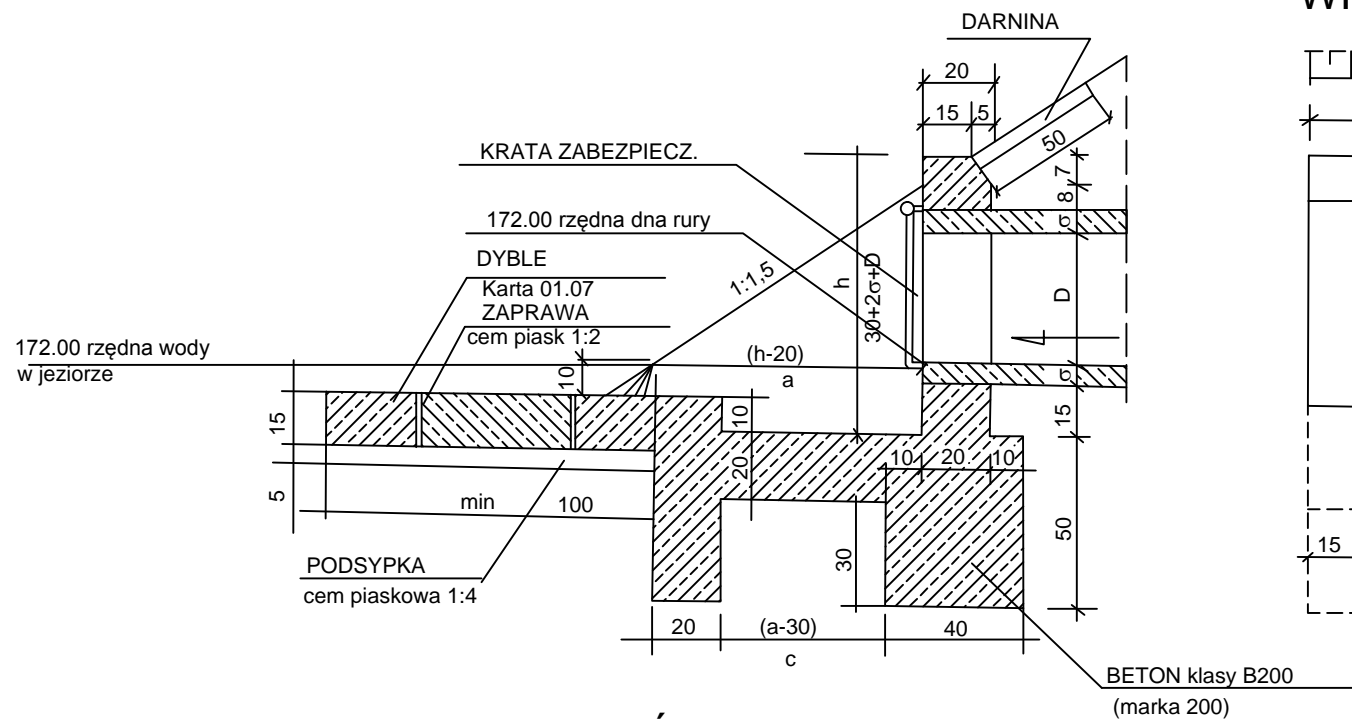 WI
DARNINA
20
15
5
50
KRATA ZABEZPIECZ.
7
8
σ
172.00 rzędna dna rury
DYBLE
Karta 01.07
ZAPRAWA
cem piask 1:2
1:1,5
h
30+2σ+D
D
172.00 rzędna wody
w jeziorze
10
(h-20)
a
σ
15
10
15
20
10
20
10
5
min
100
50
30
PODSYPKA
cem piaskowa 1:4
15
20
(a-30)
40
c
BETON klasy B200
(marka 200)